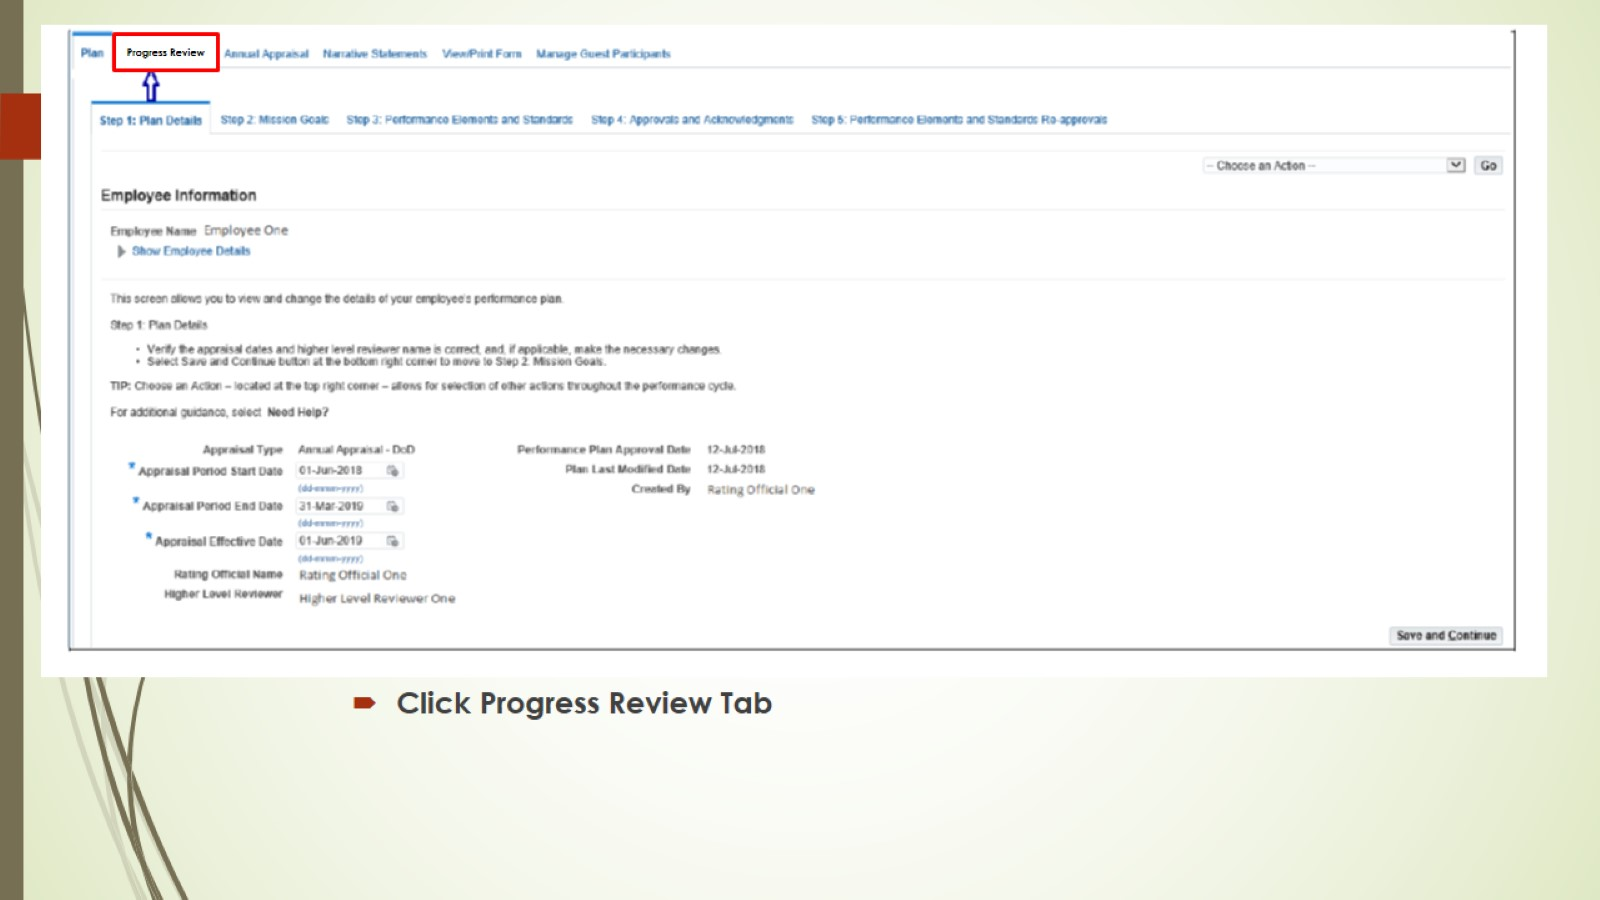 Plan Progress Review Annual Appraisal Narrative Statements View/Print Form Manage Guest Participants
Step 1: Plan Details Step 2: Mission Goals Step 3: Performance Elements and Standards Step 4: Approvals and Acknowledgments Step 5: Performance Elements and Standards Re-approvals
-- Choose an Action -- Go
Employee Information
Employee Name Employee One
Show Employee Details
This screen allows you to view and change the details of your employee's performance plan.
Step 1: Plan Details
• Verify the appraisal dates and higher level reviewer name is correct, and, if applicable, make the necessary changes.
• Select Save and Continue button at the bottom right corner to move to Step 2. Mission Goals.
TIP: Choose an Action – located at the top right corner – allows for selection of other actions throughout the performance cycle.
For additional guidance, select Need Help?
Appraisal Type Annual Appraisal - DoD Performance Plan Approval Date 12-Jul-2018
* Appraisal Period Start Date 01-Jun-2018 Plan Last Modified Date 12-Jul-2018
(dd-mmm-yyyy) Created By Rating Official One
* Appraisal Period End Date 31-Mar-2019
(dd-mmm-yyyy)
* Appraisal Effective Date 01-Jun-2019
(dd-mmm-yyyy)
Rating Official Name Rating Official One
Higher Level Reviewer Higher Level Reviewer One
Save and Continue
Click Progress Review Tab